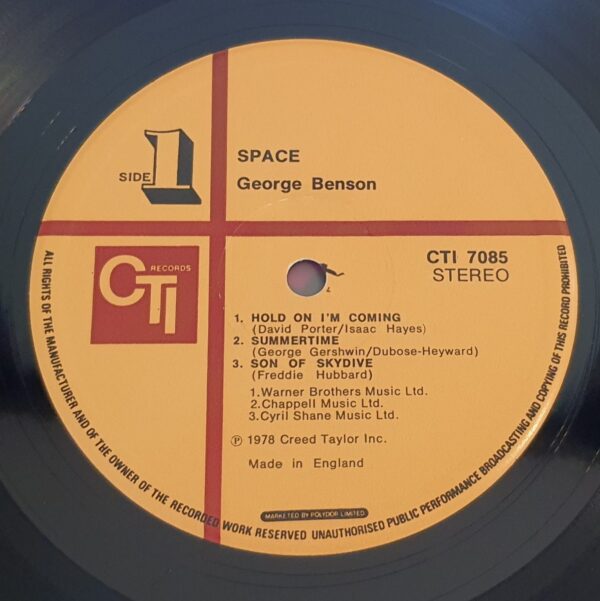 SIDE 1
SPACE
George Benson
CTI RECORDS
CTI 7085
STEREO
1. HOLD ON I'M COMING
(David Porter/Isaac Hayes)
2. SUMMERTIME
(George Gershwin/Dubose-Heyward)
3. SON OF SKYDIVE
(Freddie Hubbard)
1.Warner Brothers Music Ltd.
2.Chappell Music Ltd.
3.Cyril Shane Music Ltd.
℗ 1978 Creed Taylor Inc.
Made in England
MARKETED BY POLYDOR LIMITED
ALL RIGHTS OF THE MANUFACTURER AND OF THE OWNER OF THE RECORDED WORK RESERVED UNAUTHORISED PUBLIC PERFORMANCE BROADCASTING AND COPYING OF THIS RECORD PROHIBITED